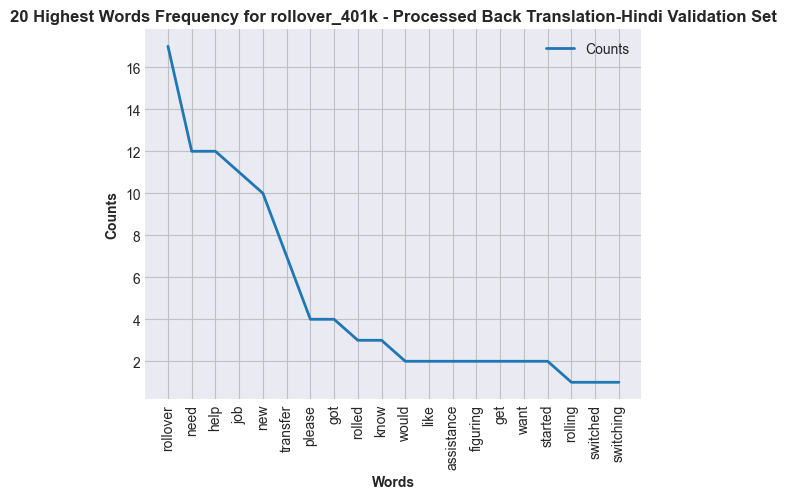 20 Highest Words Frequency for rollover_401k - Processed Back Translation-Hindi Validation Set
Counts
16
14
12
10
8
6
4
2
Counts
rollover
need
help
job
new
transfer
please
got
rolled
know
would
like
assistance
figuring
get
want
started
rolling
switched
switching
Words